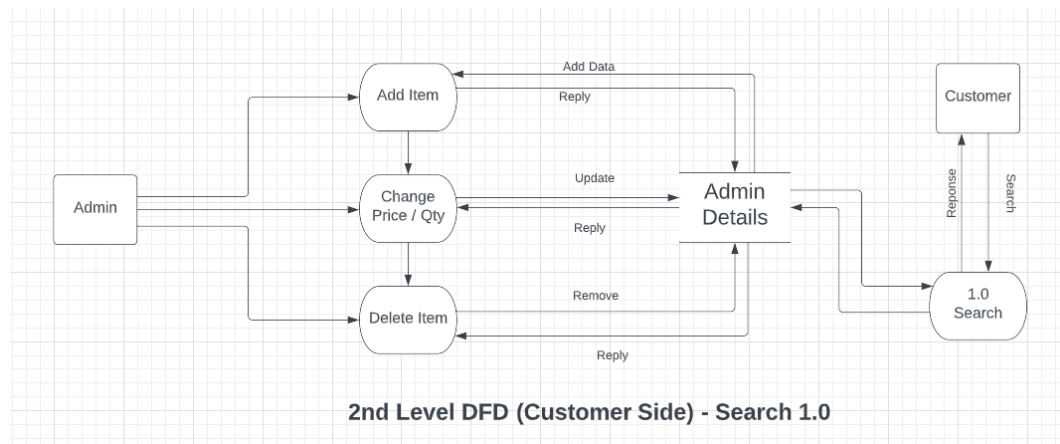 Add Data
Add Item
Reply
Customer
Admin
Change
Price / Qty
Update
Reply
Admin
Details
Reponse
Search
Delete Item
Remove
Reply
1.0
Search
2nd Level DFD (Customer Side) - Search 1.0